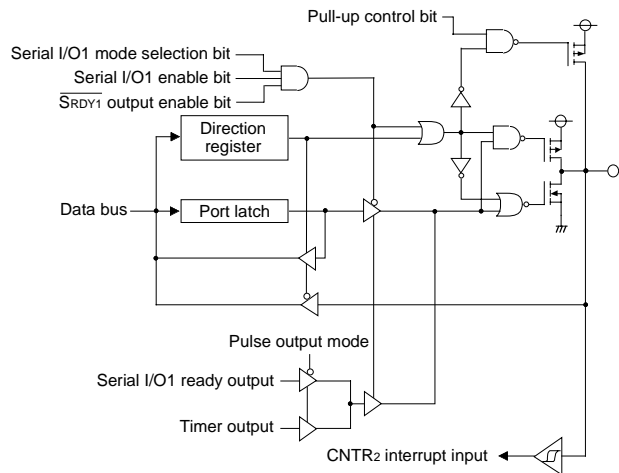 Pull-up control bit
Serial I/O1 mode selection bit
Serial I/O1 enable bit
SRDY1 output enable bit
Direction
register
Data bus
Port latch
Pulse output mode
Serial I/O1 ready output
Timer output
CNTR2 interrupt input